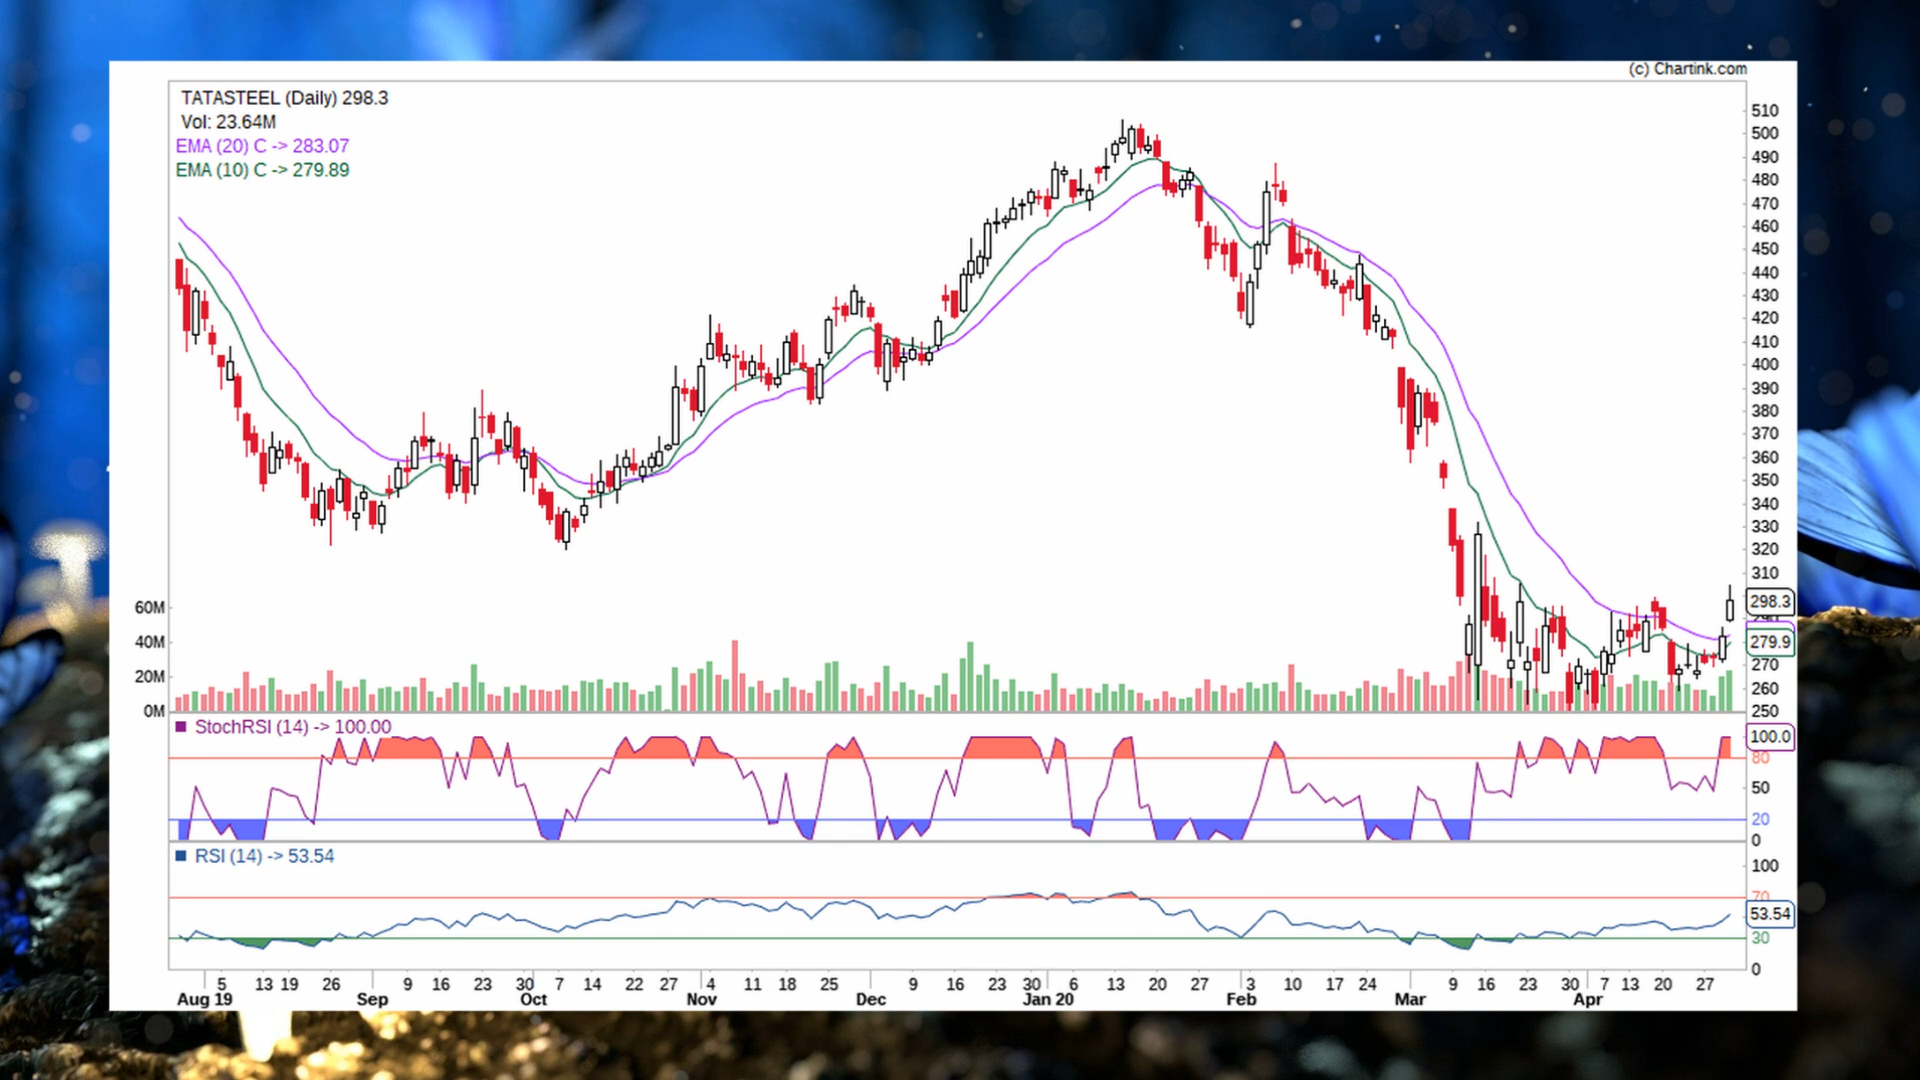 (c) Chartink.com
TATASTEEL (Daily) 298.3
Vol: 23.64M
EMA (20) C -> 283.07
EMA (10) C -> 279.89
510
500
490
480
470
460
450
440
430
420
410
400
390
380
370
360
350
340
330
320
310
298.3
279.9
270
260
250
60M
40M
20M
0M
StochRSI (14) -> 100.00
100.0
80
50
20
0
RSI (14) -> 53.54
100
70
53.54
30
0
5 13 19 26 9 16 23 30 7 14 22 27 4 11 18 25 9 16 23 30 6 13 20 27 3 10 17 24 9 16 23 30 7 13 20 27
Aug 19 Sep Oct Nov Dec Jan 20 Feb Mar Apr